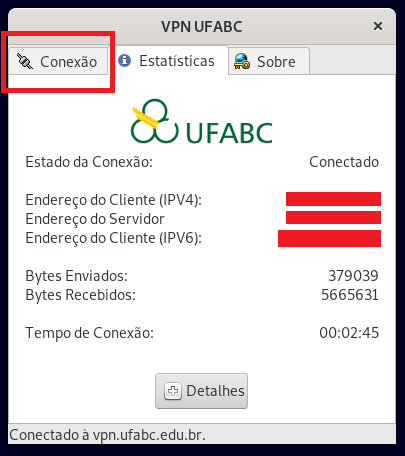 VPN UFABC
Conexão Estatísticas Sobre
UFABC
Estado da Conexão: Conectado
Endereço do Cliente (IPV4):
Endereço do Servidor
Endereço do Cliente (IPV6):
Bytes Enviados: 379039
Bytes Recebidos: 5665631
Tempo de Conexão: 00:02:45
Detalhes
Conectado à vpn.ufabc.edu.br.